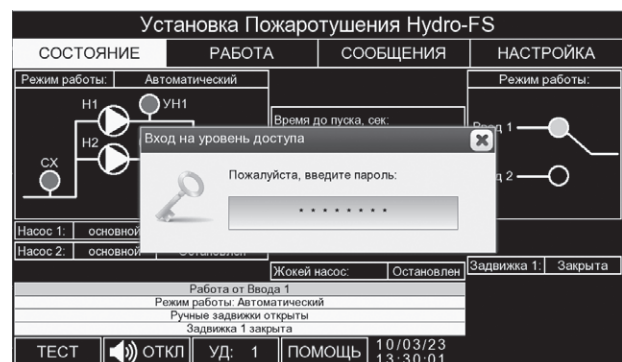 Установка Пожаротушения Hydro-FS
СОСТОЯНИЕ РАБОТА СООБЩЕНИЯ НАСТРОЙКА
Режим работы: Автоматический Режим работы:
Н1 УН1
Время до пуска, сек:
1
Вход на уровень доступа
Н2
2
СХ
Пожалуйста, введите пароль:
* * * * * * * *
Насос 1: основной
Насос 2: основной Остановлен
Жокей насос: Остановлен Задвижка 1: Закрыта
Работа от Ввода 1
Режим работы: Автоматический
Ручные задвижки открыты
Задвижка 1 закрыта
ТЕСТ ОТКЛ УД: 1 ПОМОЩЬ 10/03/23
13:30:01